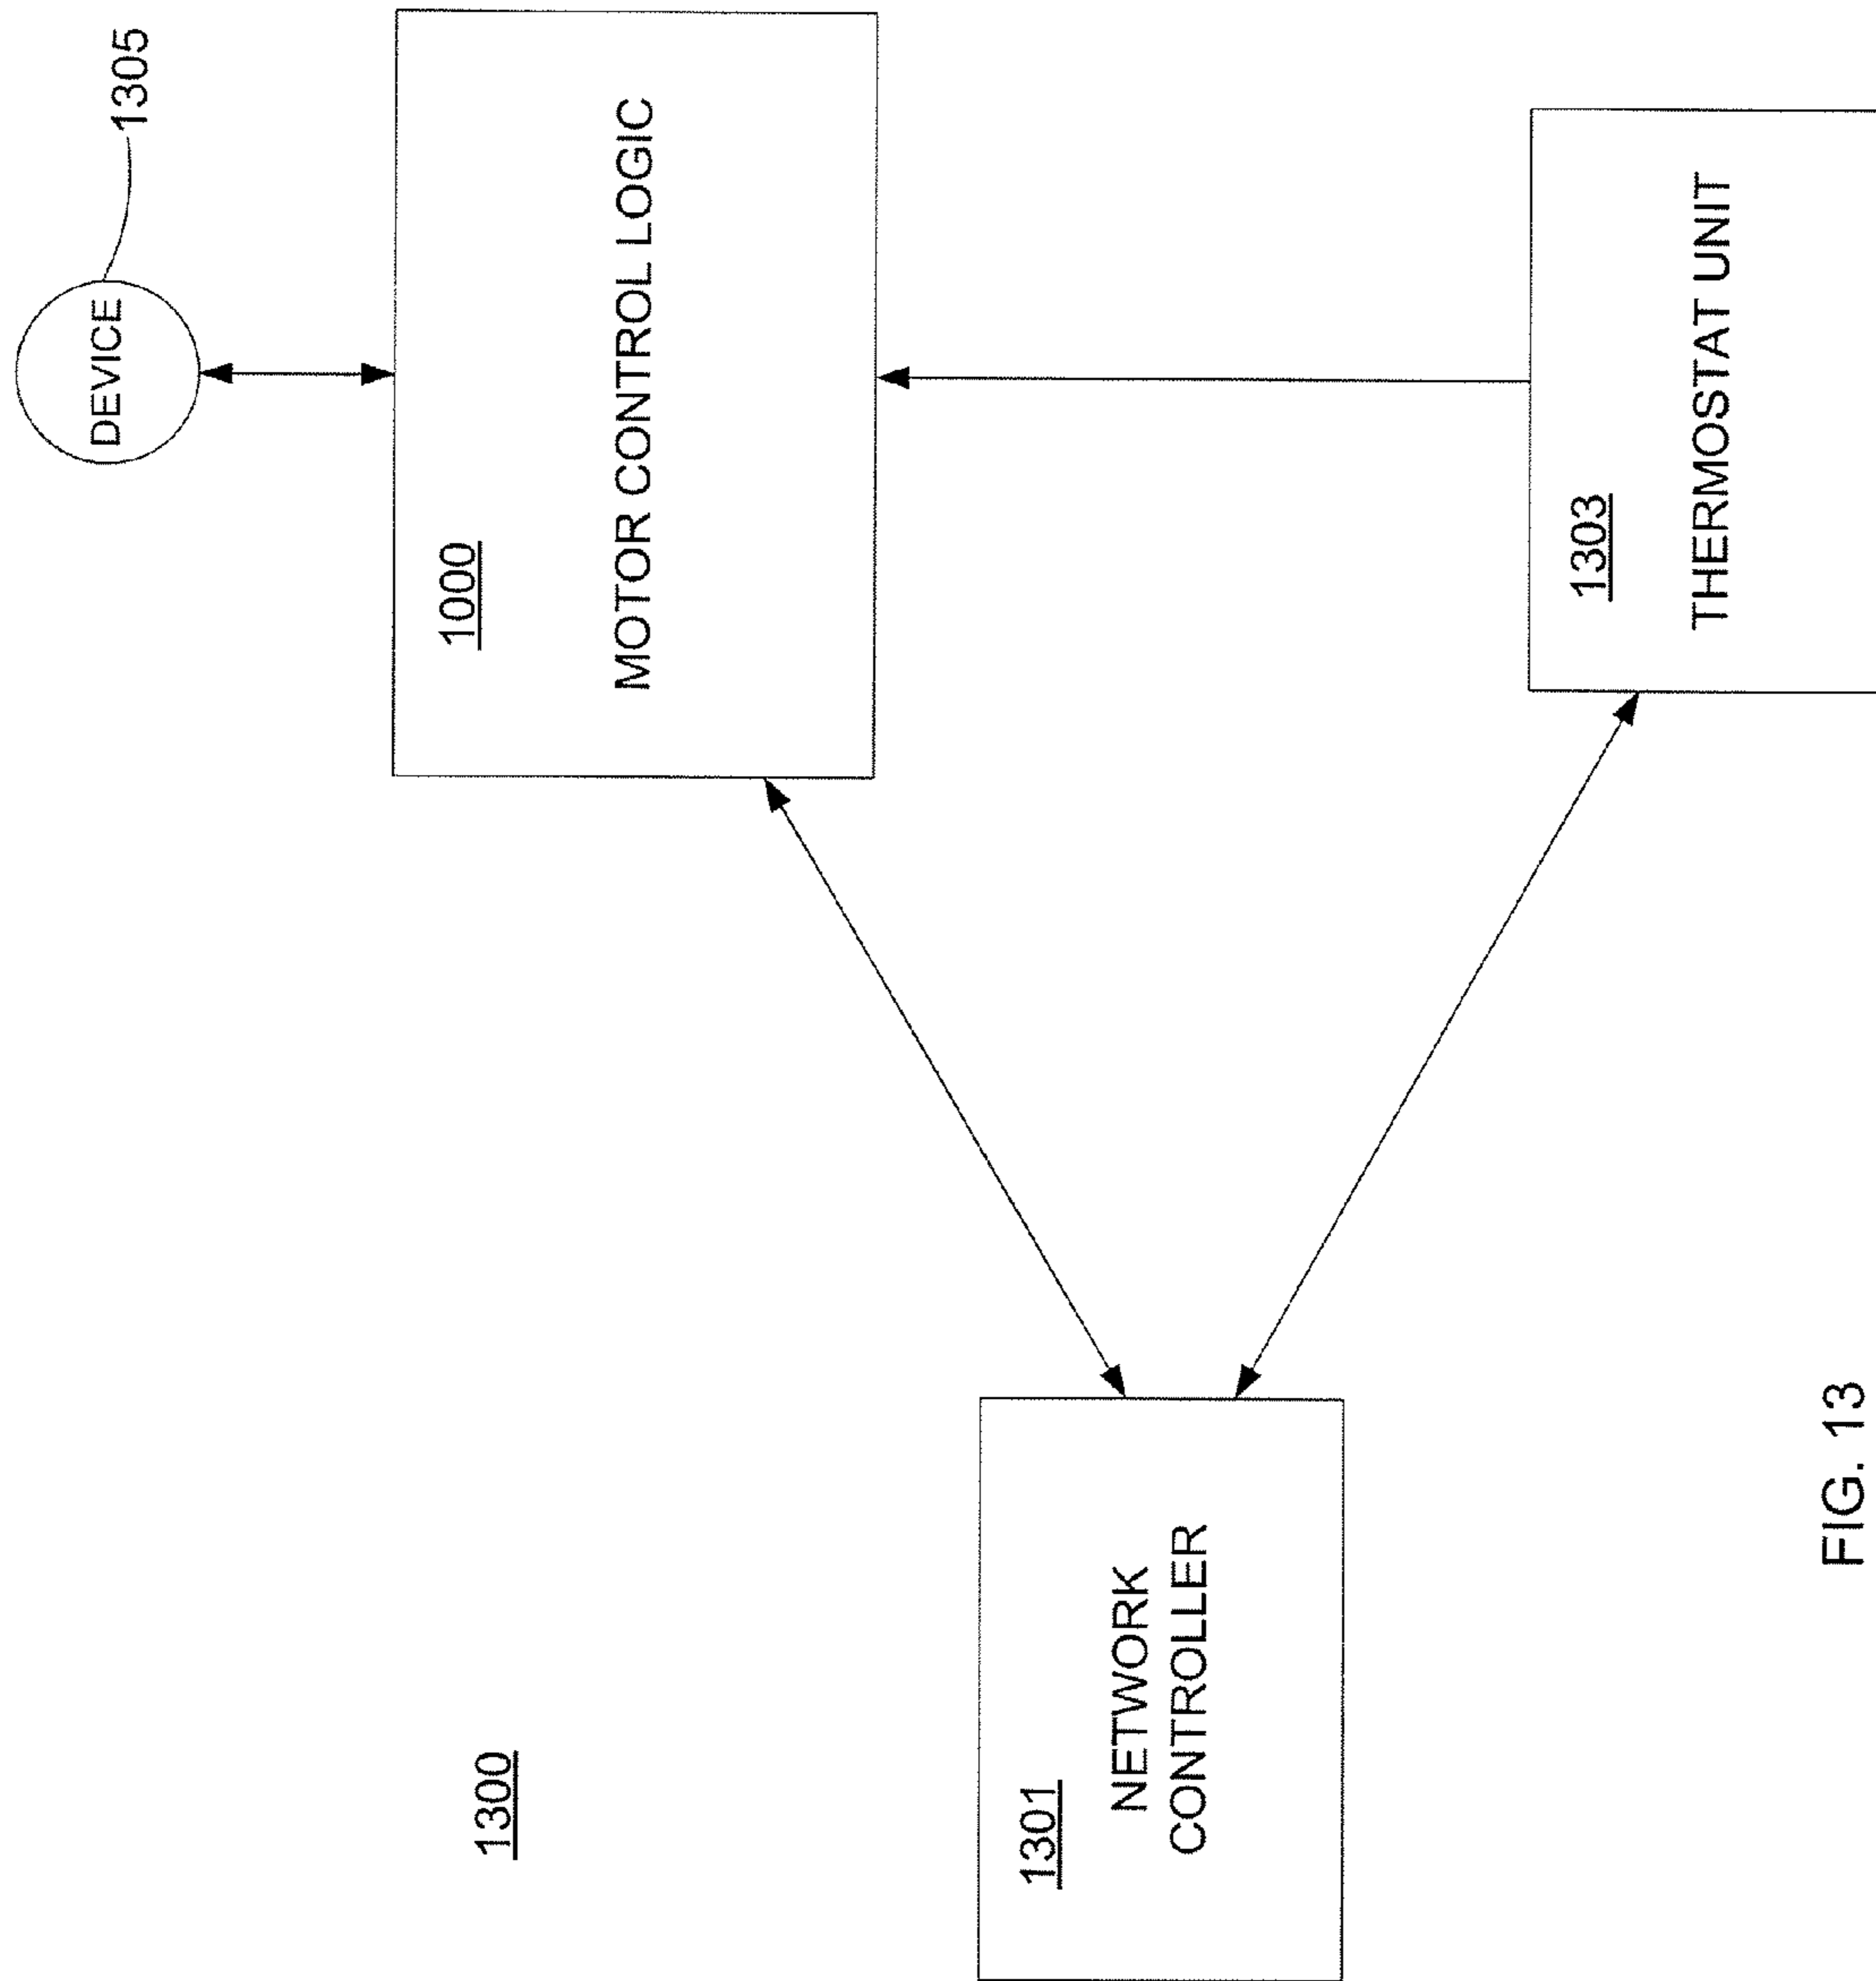 1300
1301
NETWORK
CONTROLLER
1000
MOTOR CONTROL LOGIC
DEVICE
1305
1303
THERMOSTAT UNIT
FIG. 13